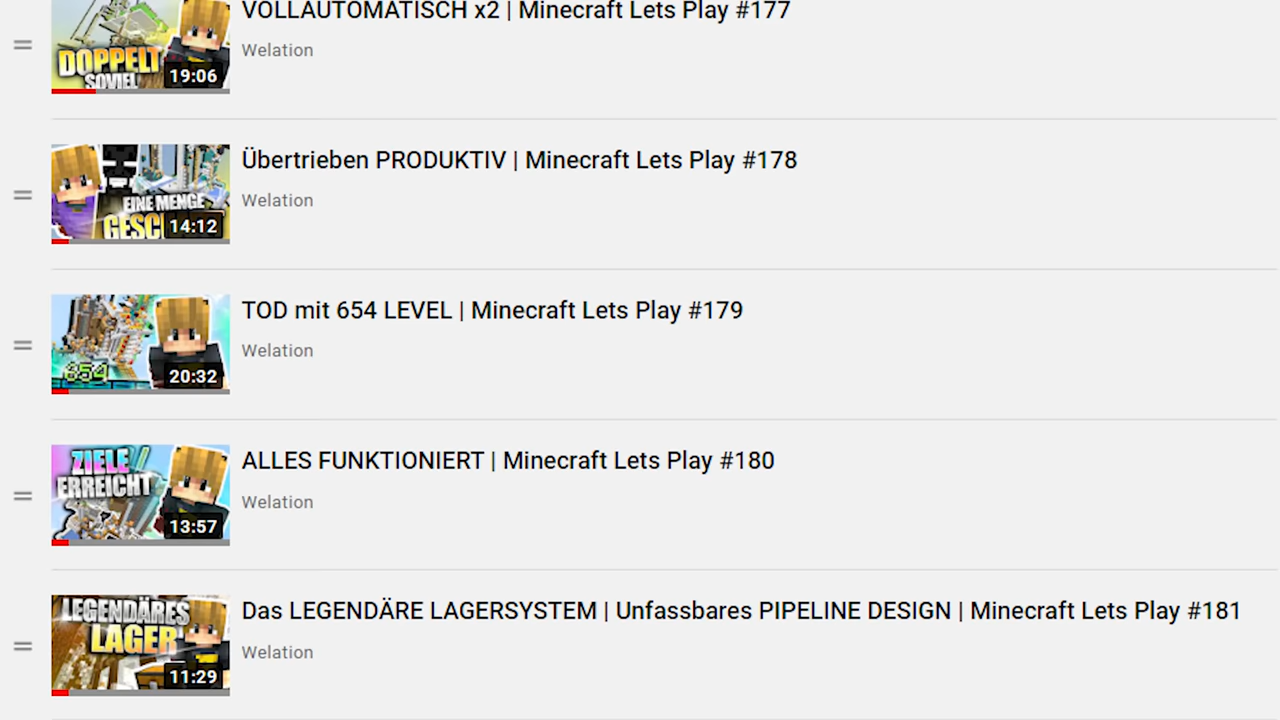 VOLLAUTOMATISCH x2 | Minecraft Lets Play #177
Welation
DOPPELT
SOVIEL
19:06
Übertrieben PRODUKTIV | Minecraft Lets Play #178
Welation
EINE MENGE
14:12
TOD mit 654 LEVEL | Minecraft Lets Play #179
Welation
654
20:32
ALLES FUNKTIONIERT | Minecraft Lets Play #180
Welation
ZIELE
ERREICHT
13:57
Das LEGENDÄRE LAGERSYSTEM | Unfassbares PIPELINE DESIGN | Minecraft Lets Play #181
Welation
LEGENDÄRES
LAGER
11:29